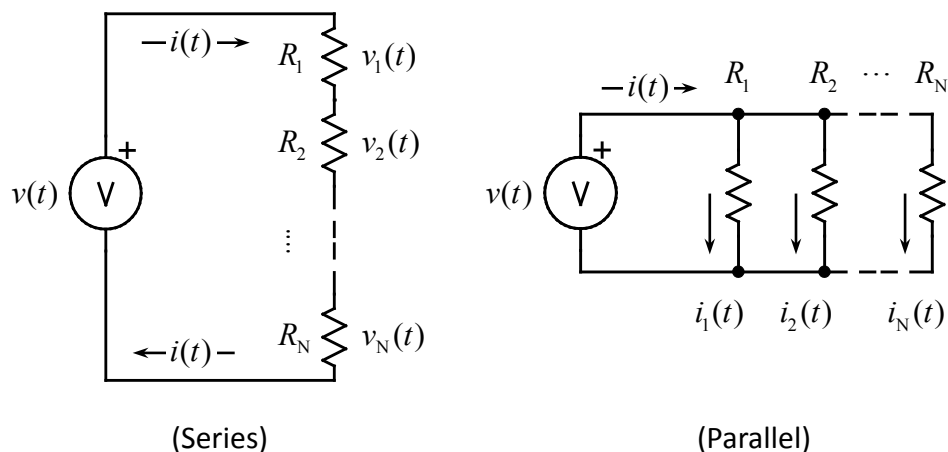 i(t)
R1
v1(t)
R2
v2(t)
+
V
v(t)
⋮
RN
vN(t)
i(t)
(Series)
R1 R2 ⋯ RN
i(t)
+
V
v(t)
i1(t) i2(t) iN(t)
(Parallel)